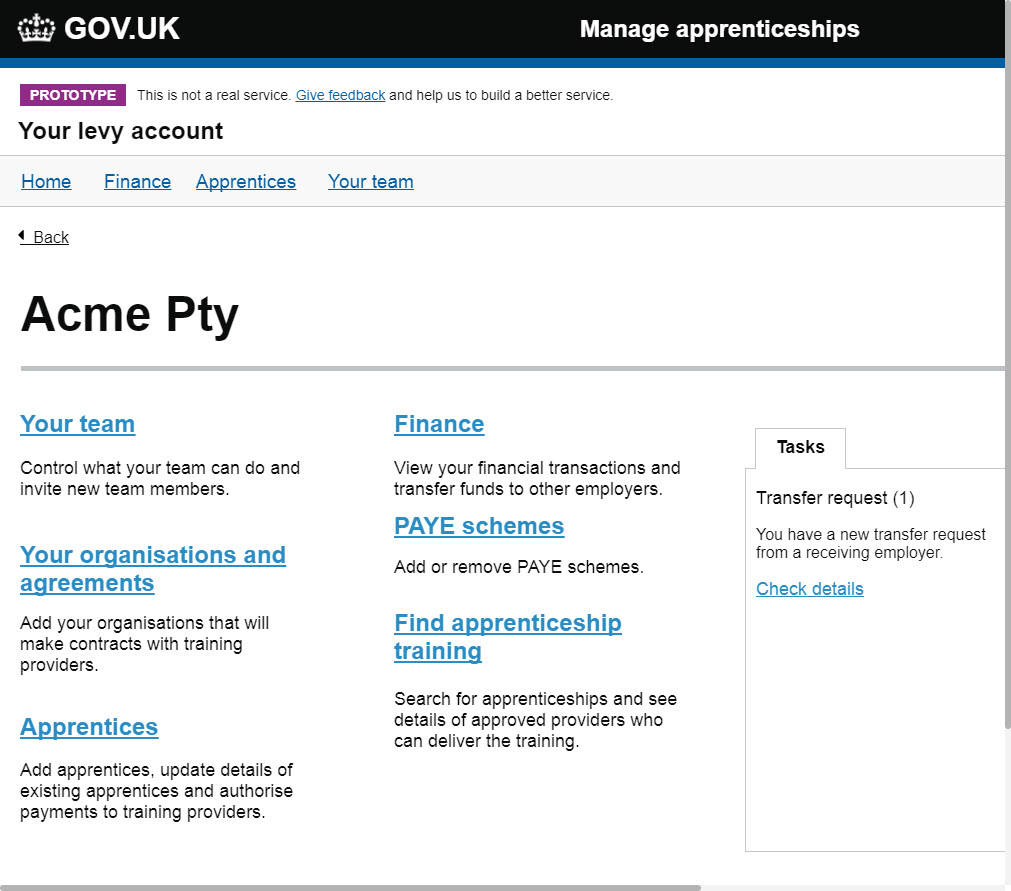 GOV.UK
Manage apprenticeships
PROTOTYPE This is not a real service. Give feedback and help us to build a better service.
Your levy account
Home Finance Apprentices Your team
Back
Acme Pty
Your team
Control what your team can do and
invite new team members.
Your organisations and
agreements
Add your organisations that will
make contracts with training
providers.
Apprentices
Add apprentices, update details of
existing apprentices and authorise
payments to training providers.
Finance
View your financial transactions and
transfer funds to other employers.
PAYE schemes
Add or remove PAYE schemes.
Find apprenticeship
training
Search for apprenticeships and see
details of approved providers who
can deliver the training.
Tasks
Transfer request (1)
You have a new transfer request
from a receiving employer.
Check details